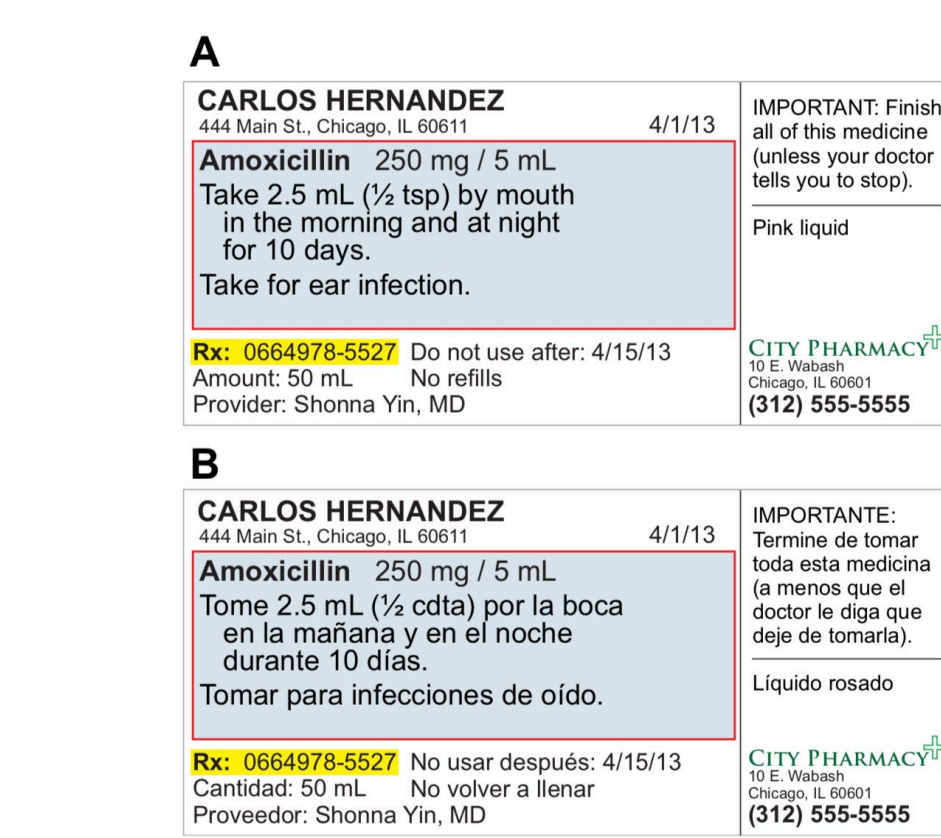 A
CARLOS HERNANDEZ
444 Main St., Chicago, IL 60611
4/1/13
Amoxicillin 250 mg / 5 mL
Take 2.5 mL (½ tsp) by mouth
in the morning and at night
for 10 days.
Take for ear infection.
Rx: 0664978-5527 Do not use after: 4/15/13
Amount: 50 mL No refills
Provider: Shonna Yin, MD
IMPORTANT: Finish
all of this medicine
(unless your doctor
tells you to stop).
Pink liquid
CITY PHARMACY
10 E. Wabash
Chicago, IL 60601
(312) 555-5555
B
CARLOS HERNANDEZ
444 Main St., Chicago, IL 60611
4/1/13
Amoxicillin 250 mg / 5 mL
Tome 2.5 mL (½ cdta) por la boca
en la mañana y en el noche
durante 10 días.
Tomar para infecciones de oído.
Rx: 0664978-5527 No usar después: 4/15/13
Cantidad: 50 mL No volver a llenar
Proveedor: Shonna Yin, MD
IMPORTANTE:
Termine de tomar
toda esta medicina
(a menos que el
doctor le diga que
deje de tomarla).
Líquido rosado
CITY PHARMACY
10 E. Wabash
Chicago, IL 60601
(312) 555-5555